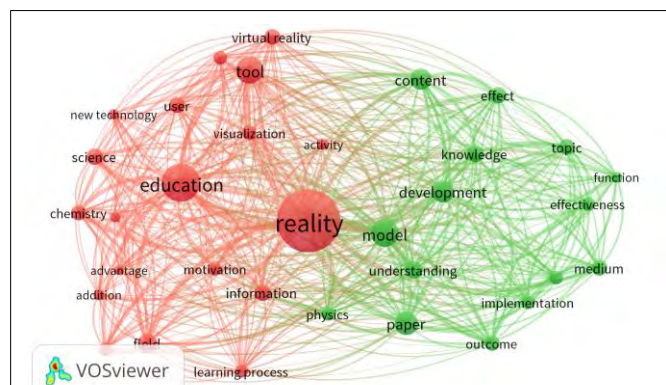 virtual reality
tool
content
effect
new technology
user
visualization
activity
knowledge
topic
science
education
development
function
effectiveness
chemistry
reality
model
advantage
motivation
understanding
medium
addition
information
physics
implementation
paper
field
outcome
learning process
VOSviewer